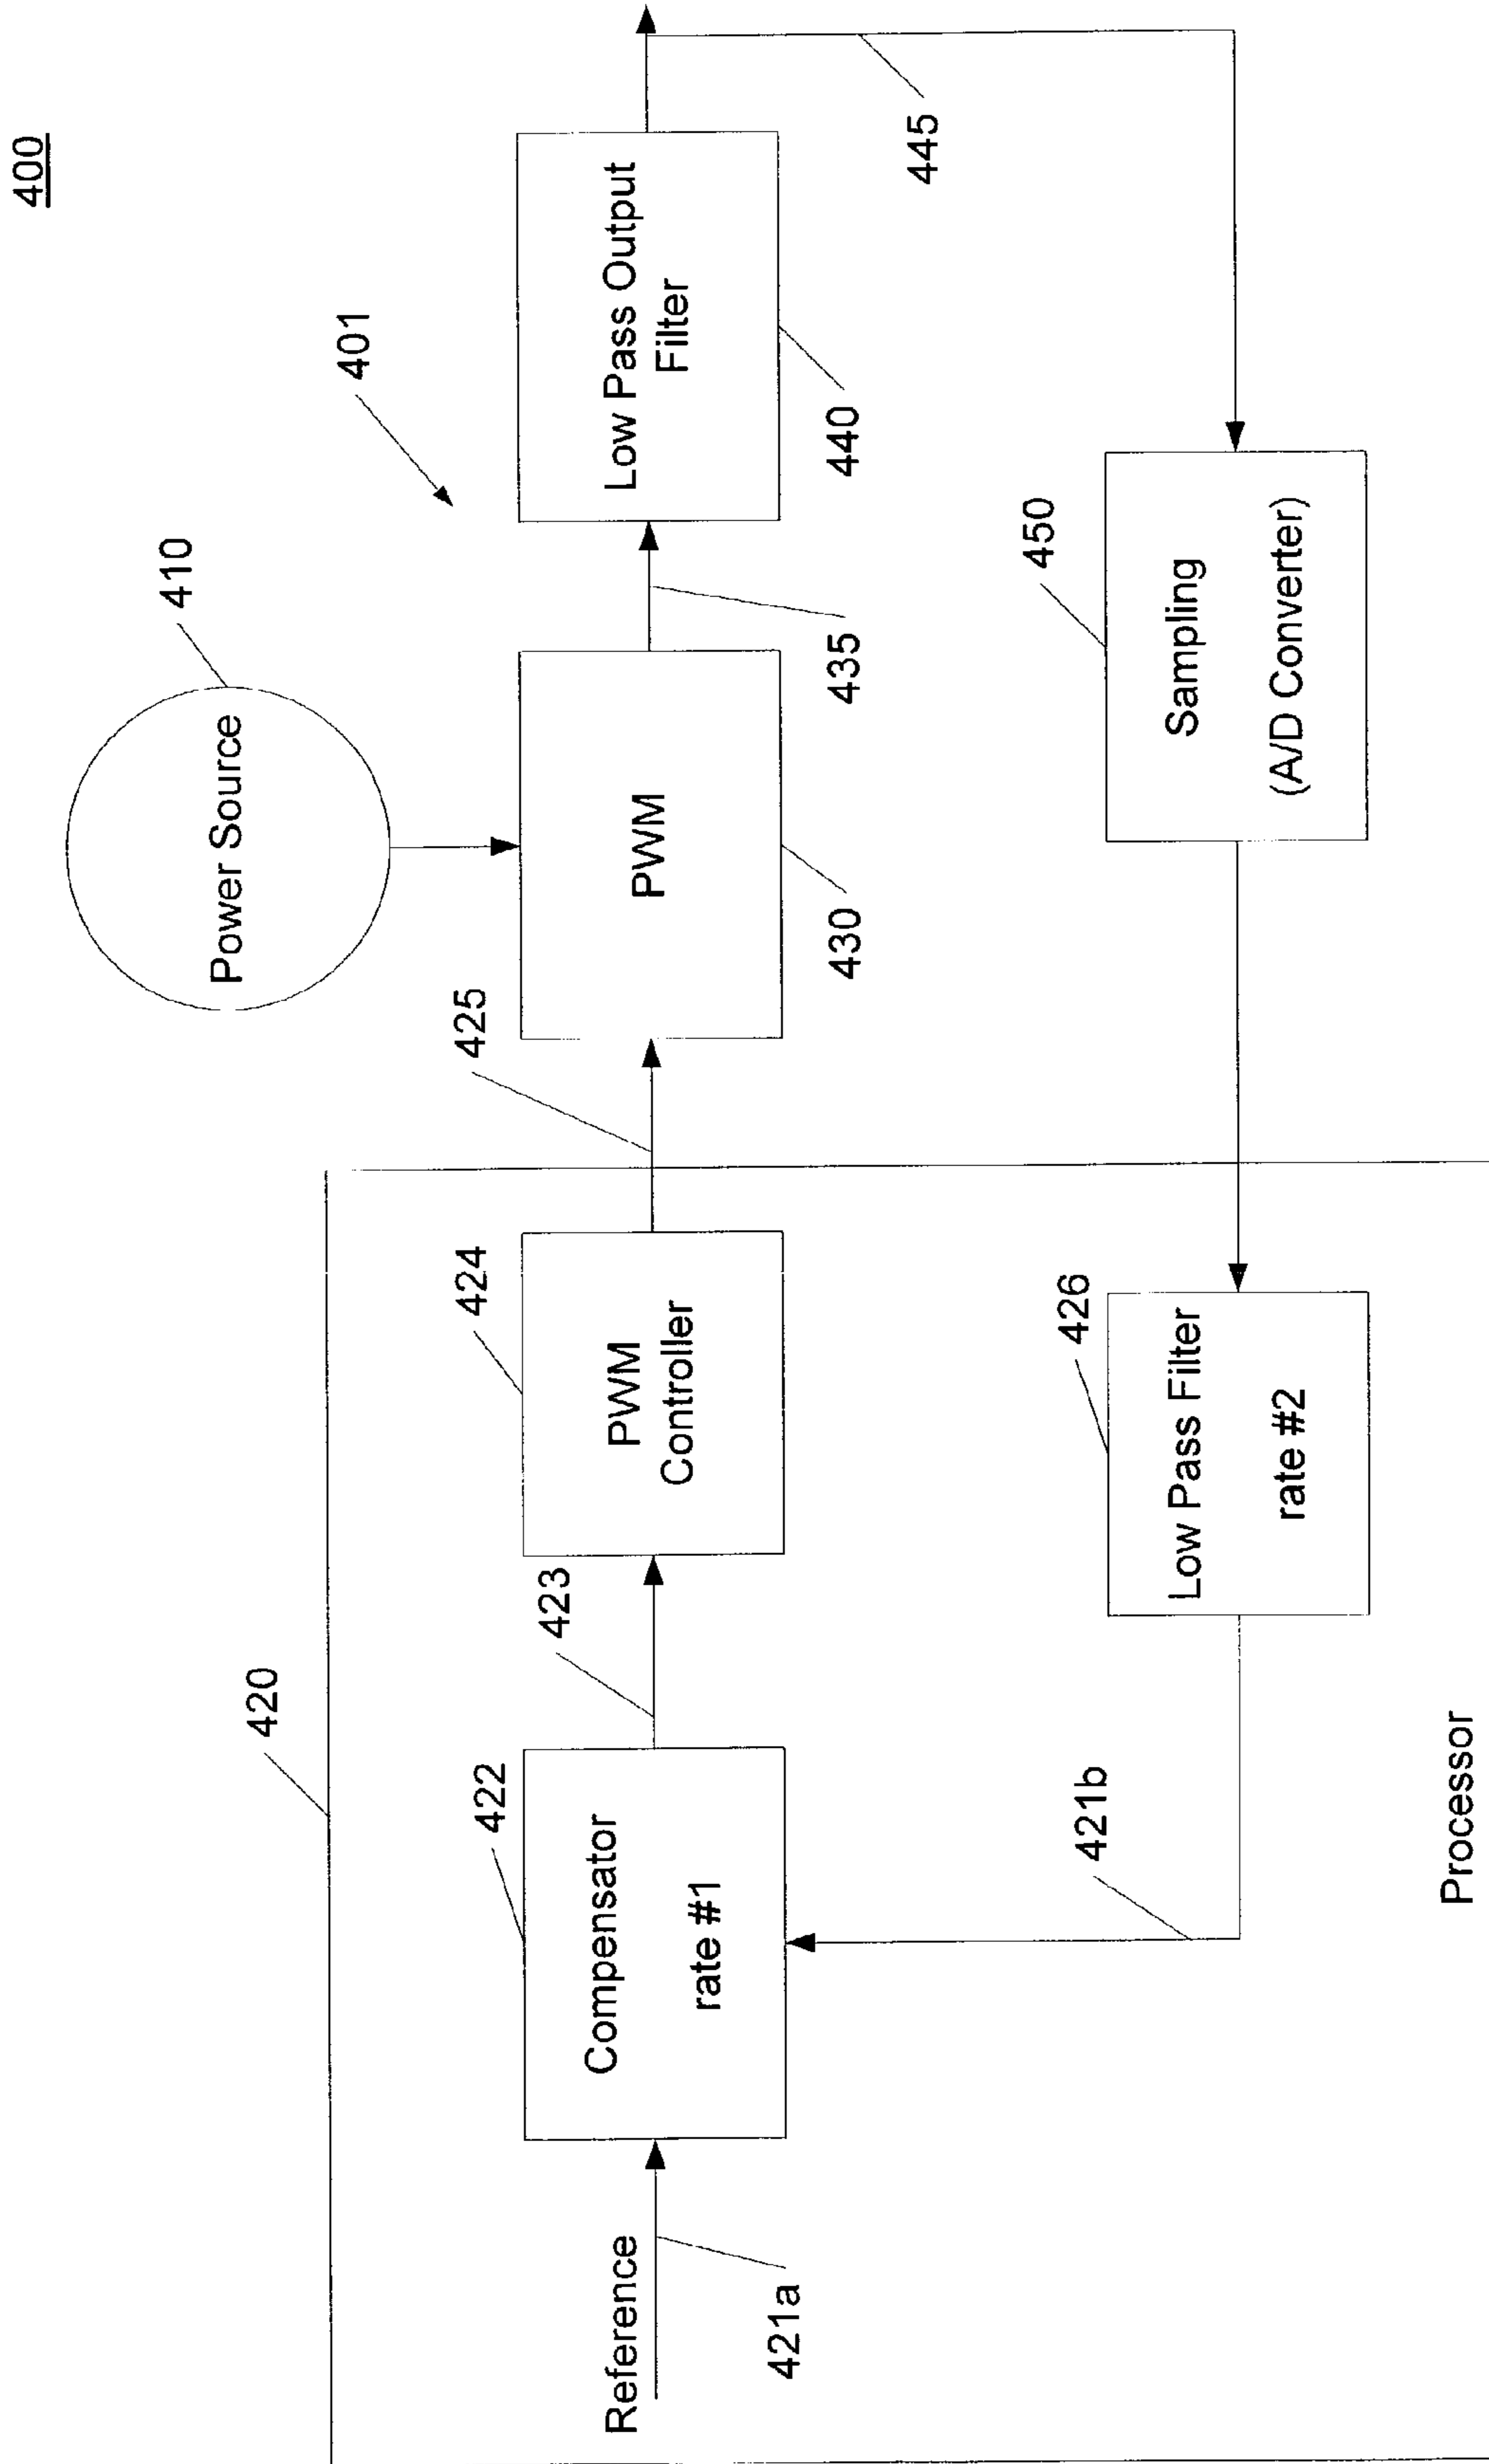 400
401
410
Power Source
420
422
Compensator
rate #1
423
424
PWM
Controller
425
PWM
430
435
Low Pass Output
Filter
440
445
Reference
421a
421b
426
Low Pass Filter
rate #2
450
Sampling
(A/D Converter)
Processor